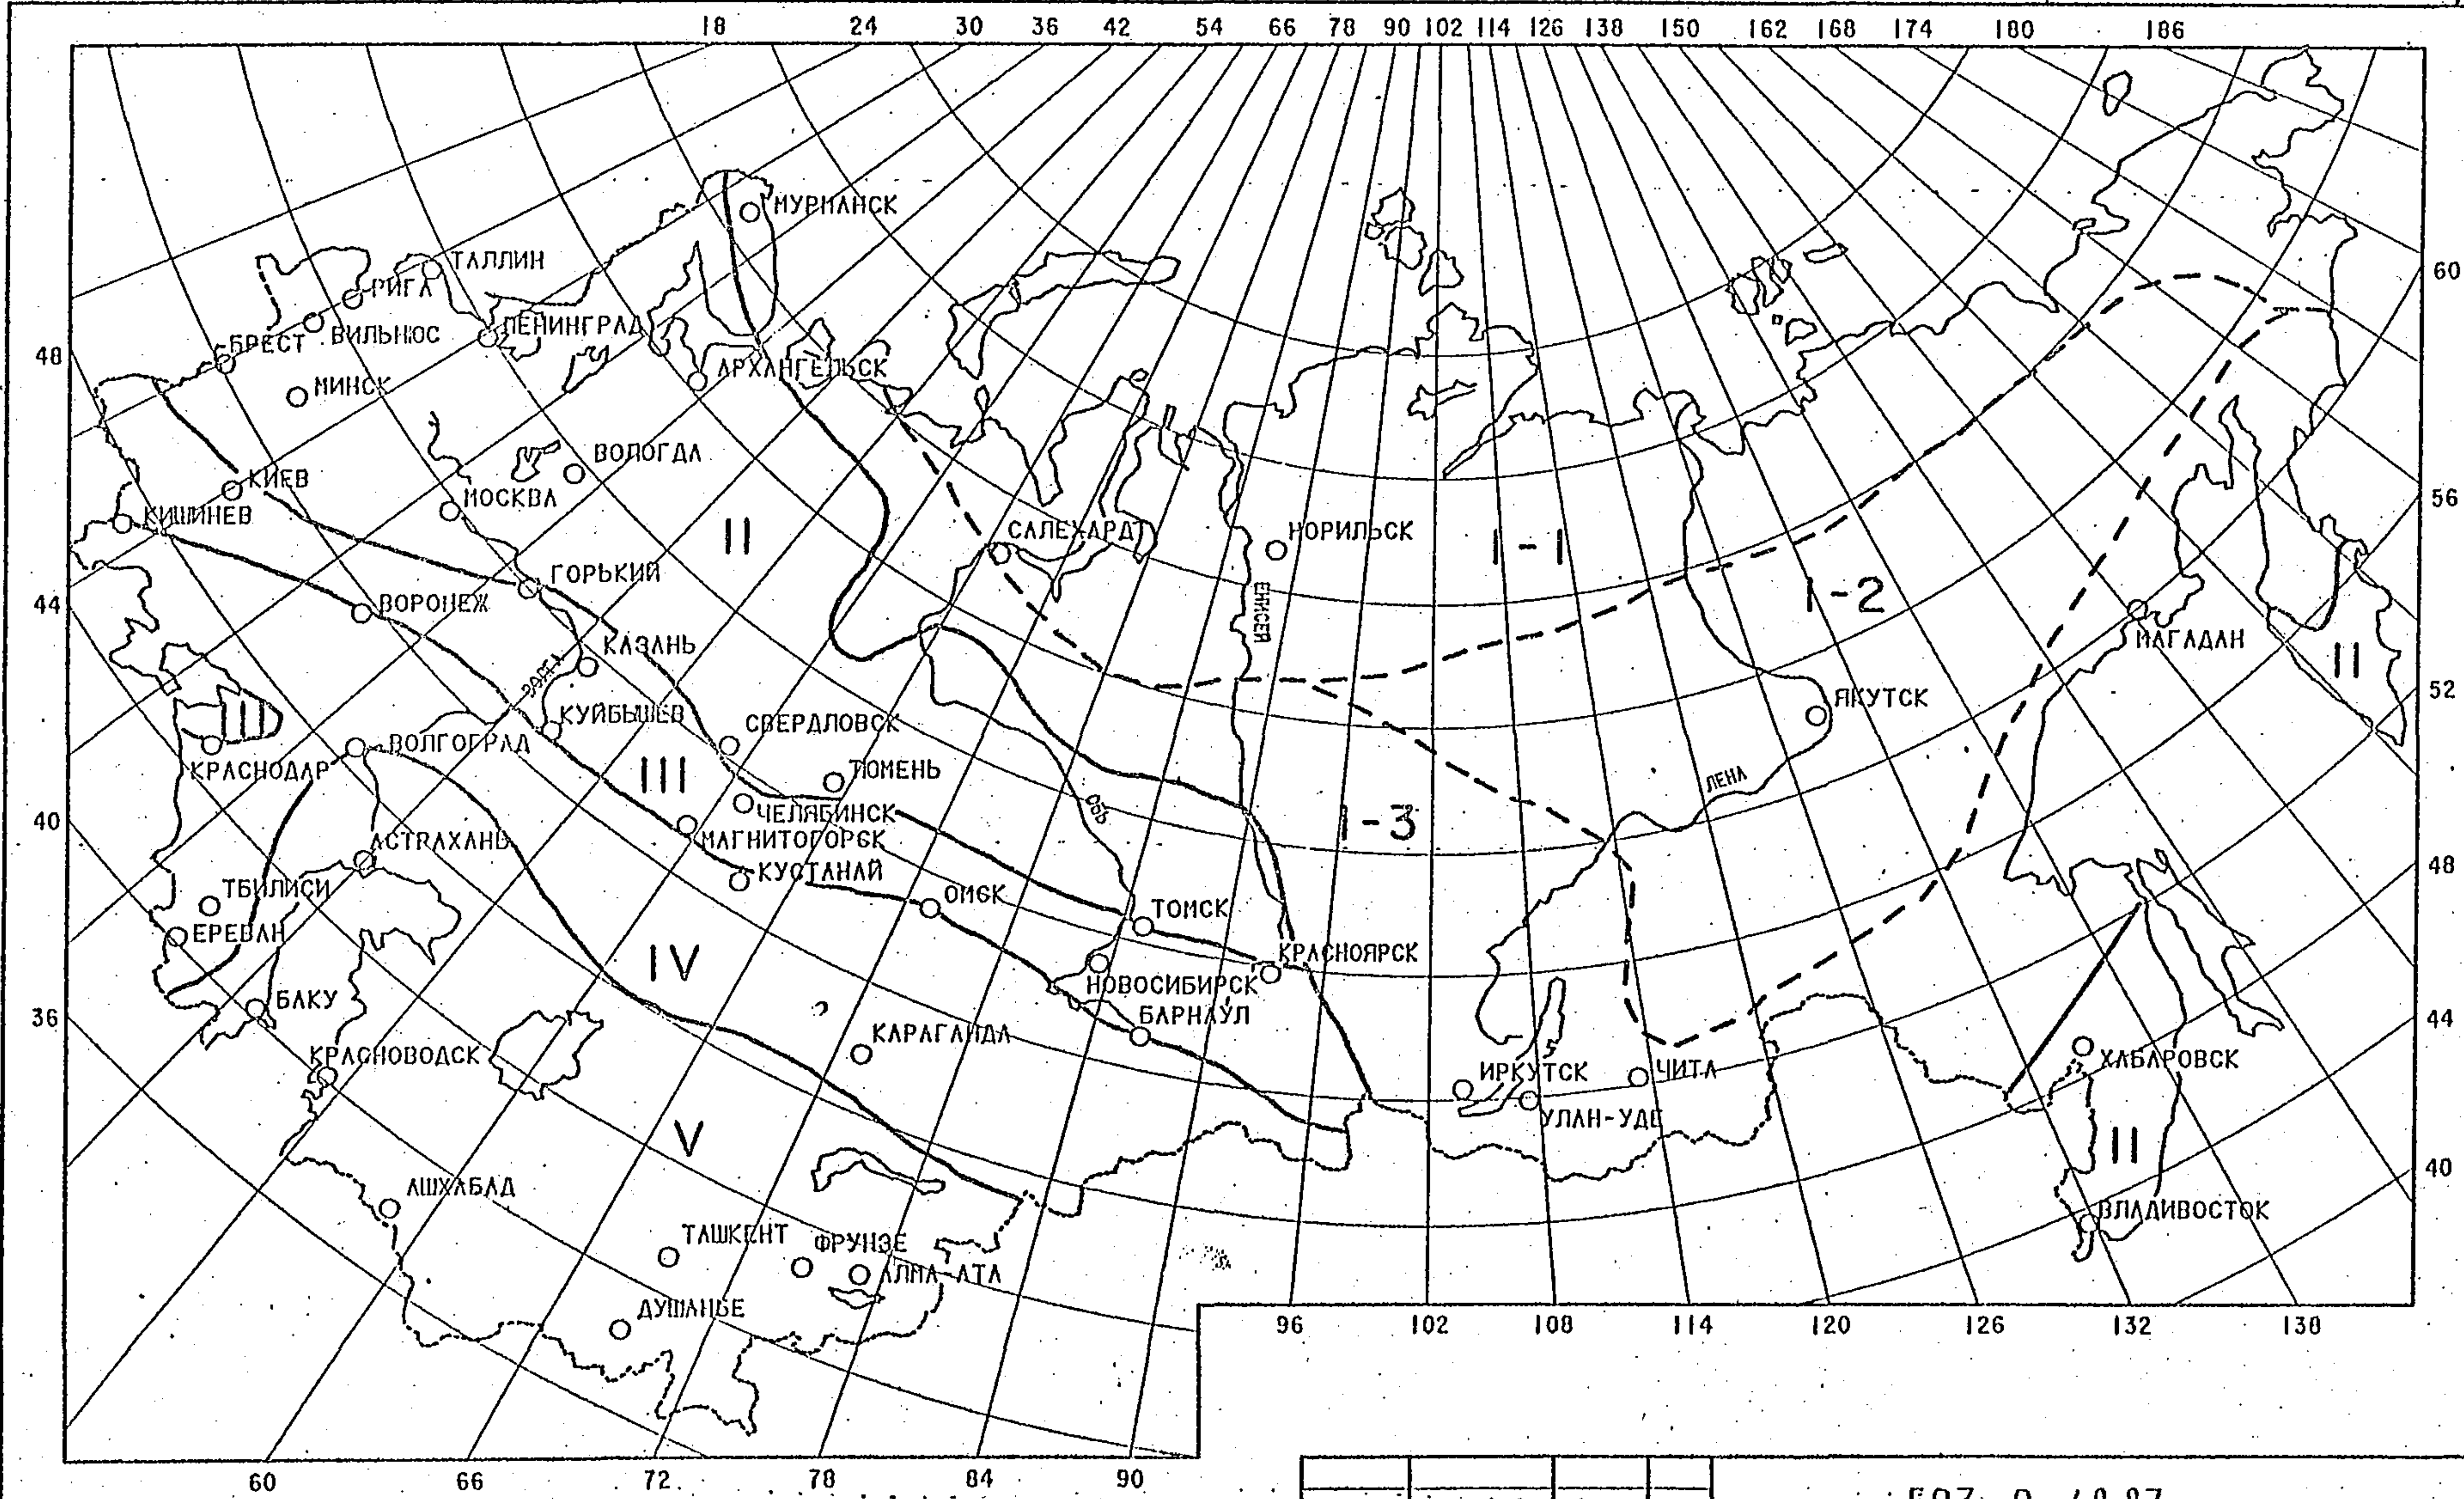 18 24 30 36 42 54 66 78 90 102 114 126 138 150 162 168 174 180 186
МУРМАНСК
ТАЛЛИН
60
РИГА
ЛЕНИНГРАД
БРЕСТ
ВИЛЬНЮС
48
АРХАНГЕЛЬСК
МИНСК
ВОЛОГДА
КИЕВ
МОСКВА
56
КИШИНЕВ
II
САЛЕХАРД
НОРИЛЬСК
I-1
ГОРЬКИЙ
ЕНИСЕЙ
I-2
44
ВОРОНЕЖ
КАЗАНЬ
МАГАДАН
II
ВОЛГА
52
ЯКУТСК
III
КУЙБЫШЕВ
СВЕРДЛОВСК
ВОЛГОГРАД
КРАСНОДАР
III
ТЮМЕНЬ
ЛЕНА
ОБЬ
40
ЧЕЛЯБИНСК
I-3
АСТРАХАНЬ
МАГНИТОГОРСК
КУСТАНАЙ
48
ТБИЛИСИ
ОМСК
ТОМСК
ЕРЕВАН
КРАСНОЯРСК
IV
НОВОСИБИРСК
БАКУ
36
БАРНАУЛ
44
КАРАГАНДА
КРАСНОВОДСК
ИРКУТСК
ЧИТА
ХАБАРОВСК
УЛАН-УДЕ
V
II
40
АШХАБАД
ВЛАДИВОСТОК
ТАШКЕНТ
ФРУНЗЕ
АЛМА-АТА
ДУШАНБЕ
96 102 108 114 120 126 132 138
60 66 72 78 84 90